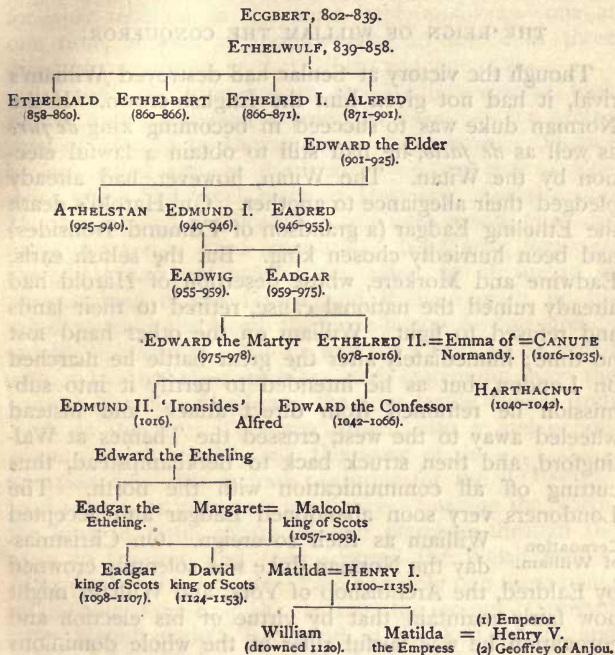 ECGBERT, 802-839.
ETHELWULF, 839-858.
ETHELBALD ETHELBERT ETHELRED I. ALFRED
(858-860). (860-866). (866-871). (871-901).
EDWARD the Elder
(901-925).
ATHELSTAN EDMUND I. EADRED
(925-940). (940-946). (946-955).
EADWIG EADGAR
(955-959). (959-975).
EDWARD the Martyr ETHELRED II. = Emma of = CANUTE
(975-978). (978-1016). Normandy. (1016-1035).
HARTHACNUT
(1040-1042).
EDMUND II. 'Ironsides' EDWARD the Confessor
(1016). Alfred (1042-1066).
Edward the Etheling
Eadgar the Margaret = Malcolm
Etheling. king of Scots
(1057-1093).
Eadgar David Matilda = HENRY I.
king of Scots king of Scots (1100-1135).
(1098-1107). (1124-1153).
William Matilda = (1) Emperor
(drowned 1120). the Empress Henry V.
(2) Geoffrey of Anjou,